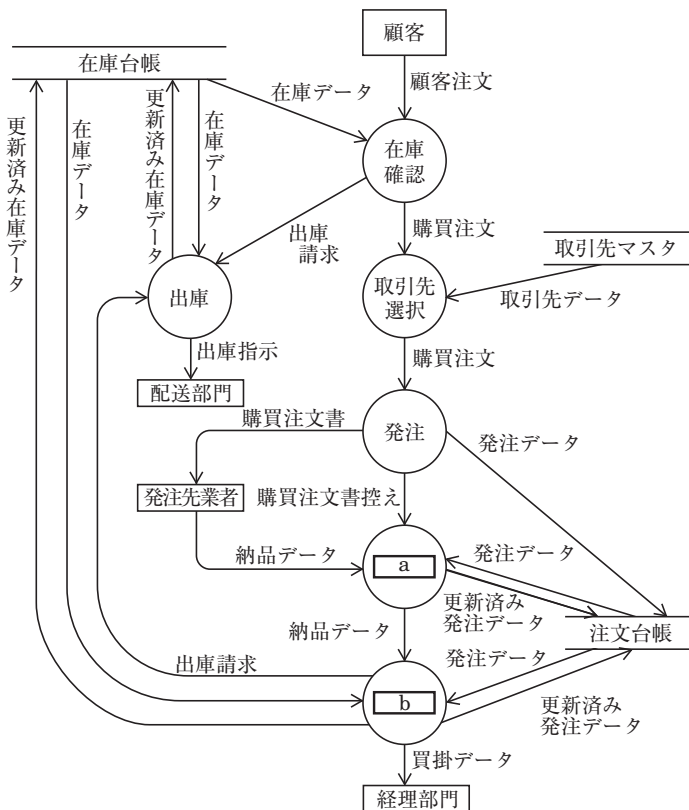 顧客
在庫台帳
顧客注文
在庫データ
更新済み在庫データ
在庫データ
更新済み在庫データ
在庫データ
在庫
確認
出庫
請求
購買注文
取引先マスタ
出庫
取引先
選択
取引先データ
出庫指示
購買注文
配送部門
購買注文書
発注
発注データ
発注先業者
購買注文書控え
納品データ
a
発注データ
更新済み
発注データ
納品データ
注文台帳
出庫請求
発注データ
b
更新済み
発注データ
買掛データ
経理部門